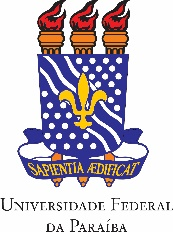 SAPIENTIA ÆDIFICAT
UNIVERSIDADE FEDERAL
DA PARAÍBA